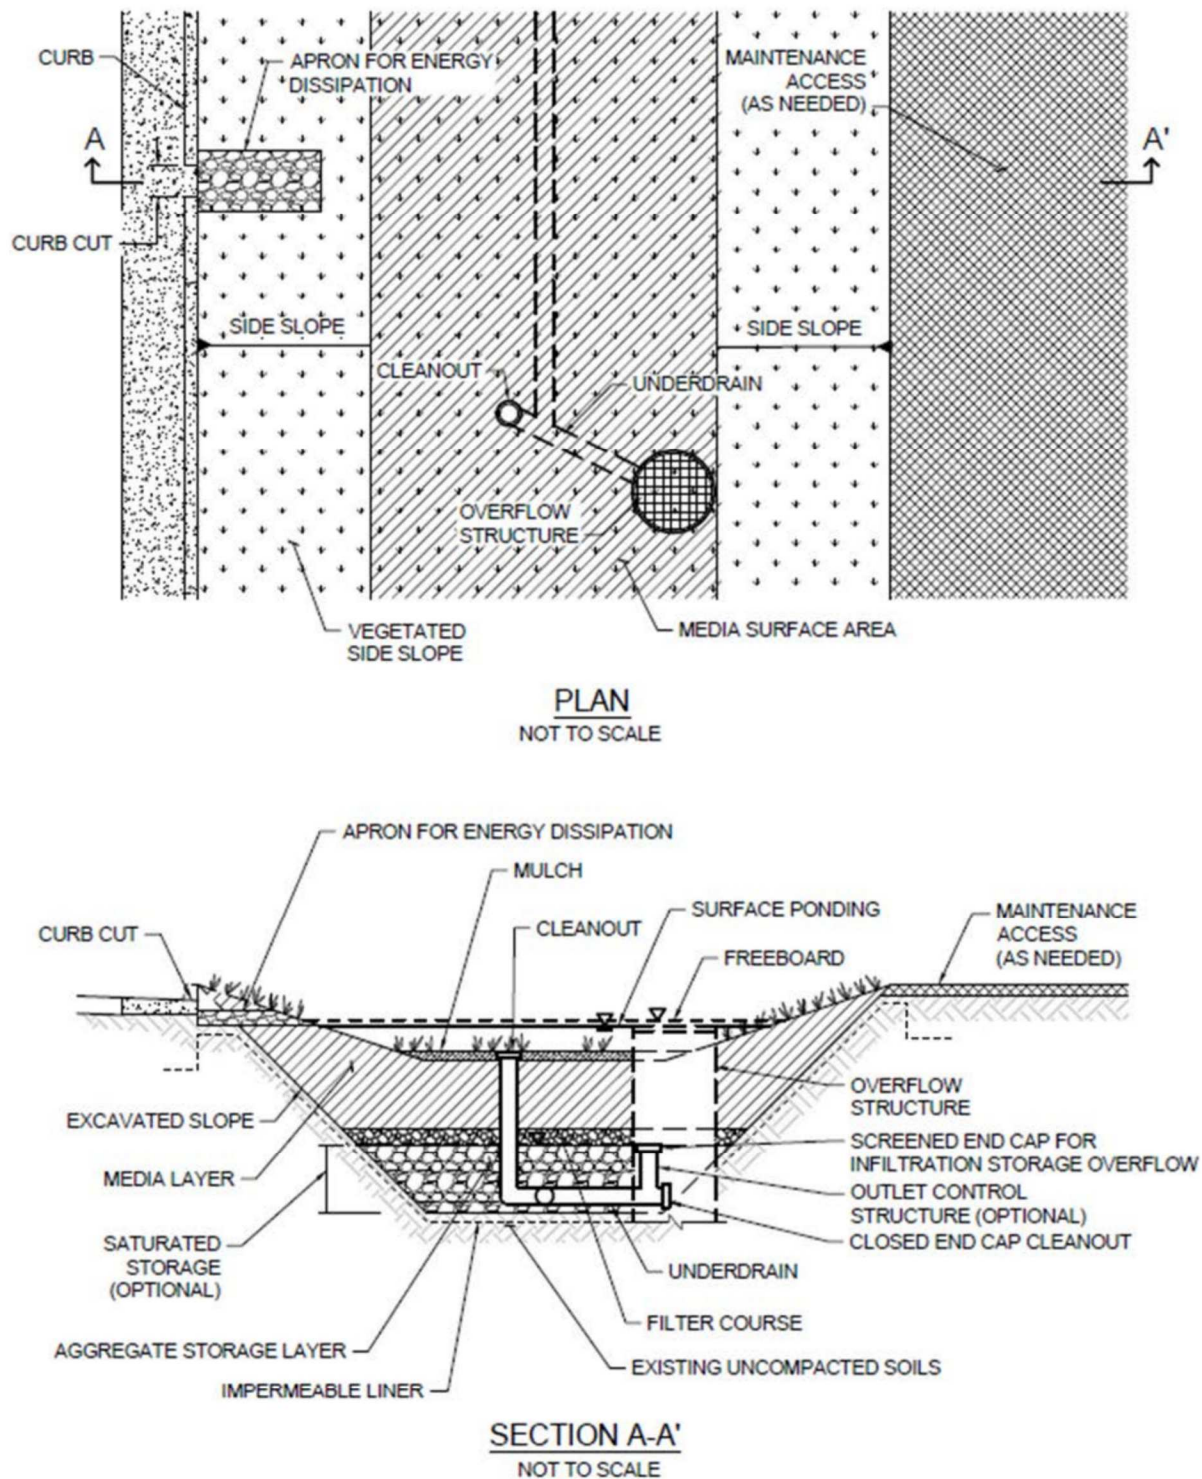 CURB
APRON FOR ENERGY
DISSIPATION
MAINTENANCE
ACCESS
(AS NEEDED)
A
A'
CURB CUT
SIDE SLOPE
SIDE SLOPE
CLEANOUT
UNDERDRAIN
OVERFLOW
STRUCTURE
VEGETATED
SIDE SLOPE
MEDIA SURFACE AREA
PLAN
NOT TO SCALE
APRON FOR ENERGY DISSIPATION
MULCH
CLEANOUT
SURFACE PONDING
FREEBOARD
MAINTENANCE
ACCESS
(AS NEEDED)
CURB CUT
EXCAVATED SLOPE
MEDIA LAYER
SATURATED
STORAGE
(OPTIONAL)
OVERFLOW
STRUCTURE
SCREENED END CAP FOR
INFILTRATION STORAGE OVERFLOW
OUTLET CONTROL
STRUCTURE (OPTIONAL)
CLOSED END CAP CLEANOUT
UNDERDRAIN
FILTER COURSE
AGGREGATE STORAGE LAYER
EXISTING UNCOMPACTED SOILS
IMPERMEABLE LINER
SECTION A-A'
NOT TO SCALE